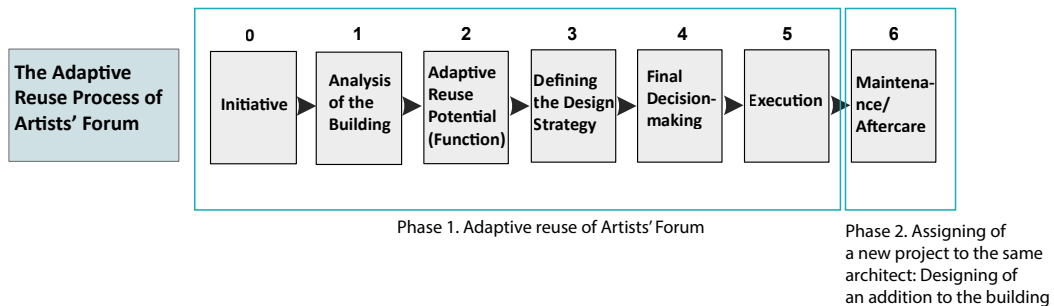 The Adaptive
Reuse Process of
Artists' Forum
0
Initiative
1
Analysis
of the
Building
2
Adaptive
Reuse
Potential
(Function)
3
Defining
the Design
Strategy
4
Final
Decision-
making
5
Execution
6
Maintena-
nce/
Aftercare
Phase 1. Adaptive reuse of Artists' Forum
Phase 2. Assigning of
a new project to the same
architect: Designing of
an addition to the building